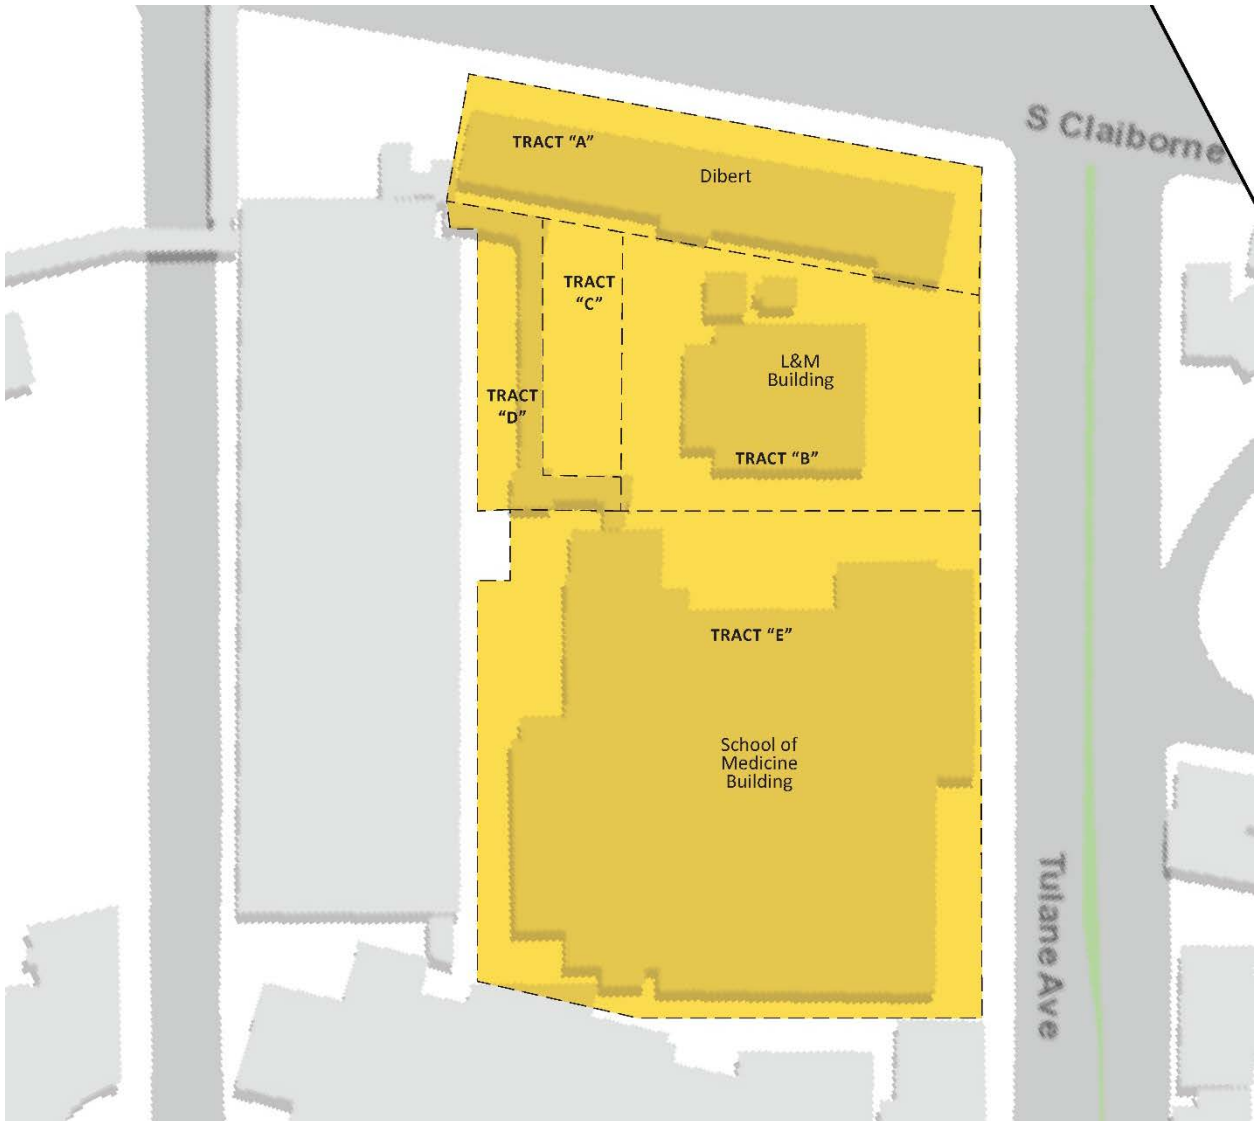 S Claiborne
TRACT “A”
Dibert
TRACT
“C”
L&M
Building
TRACT
“D”
TRACT “B”
TRACT “E”
School of
Medicine
Building
Tulane Ave